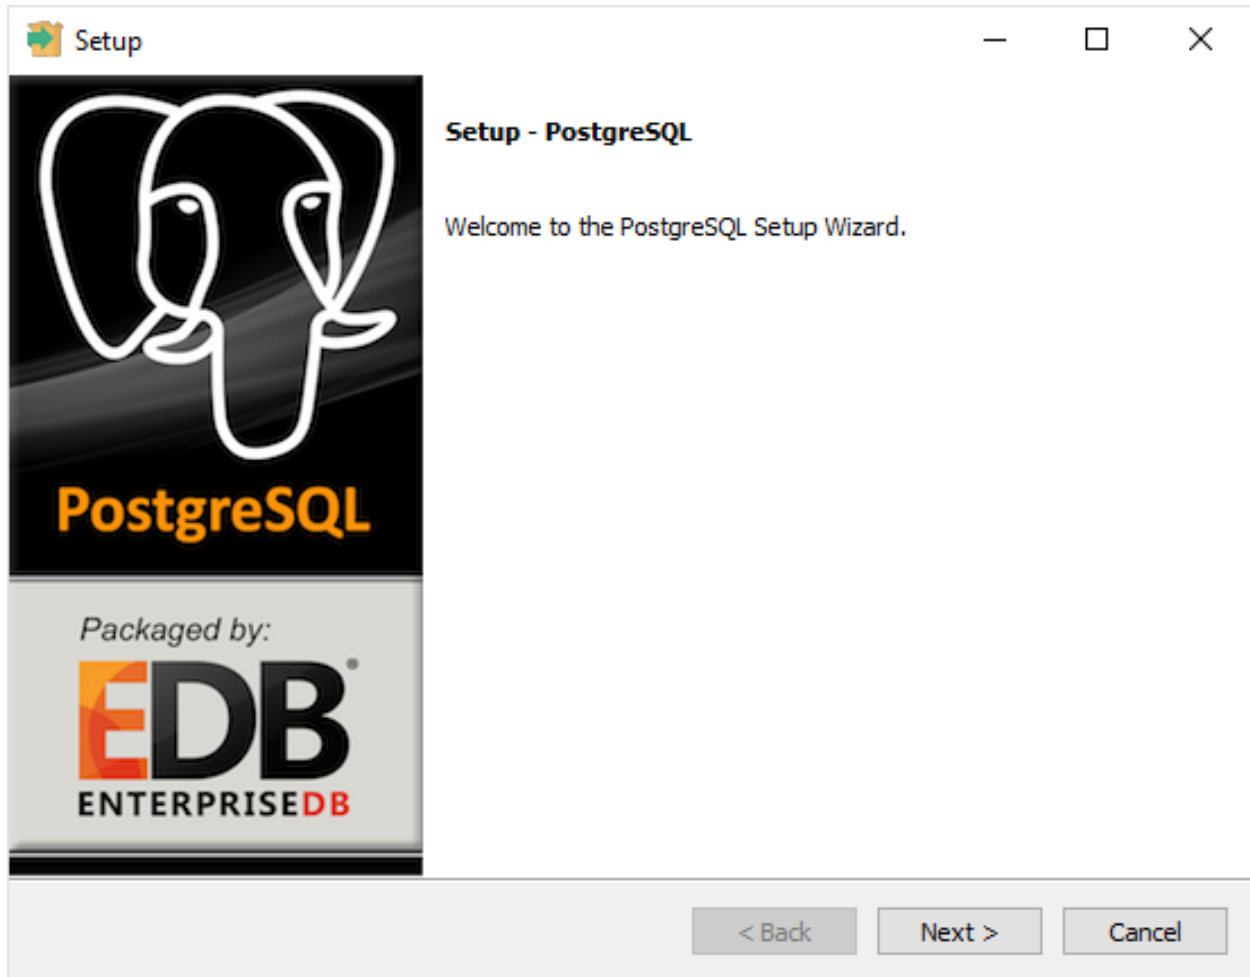 Setup
Setup - PostgreSQL
Welcome to the PostgreSQL Setup Wizard.
PostgreSQL
Packaged by:
EDB®
ENTERPRISEDB
< Back
Next >
Cancel